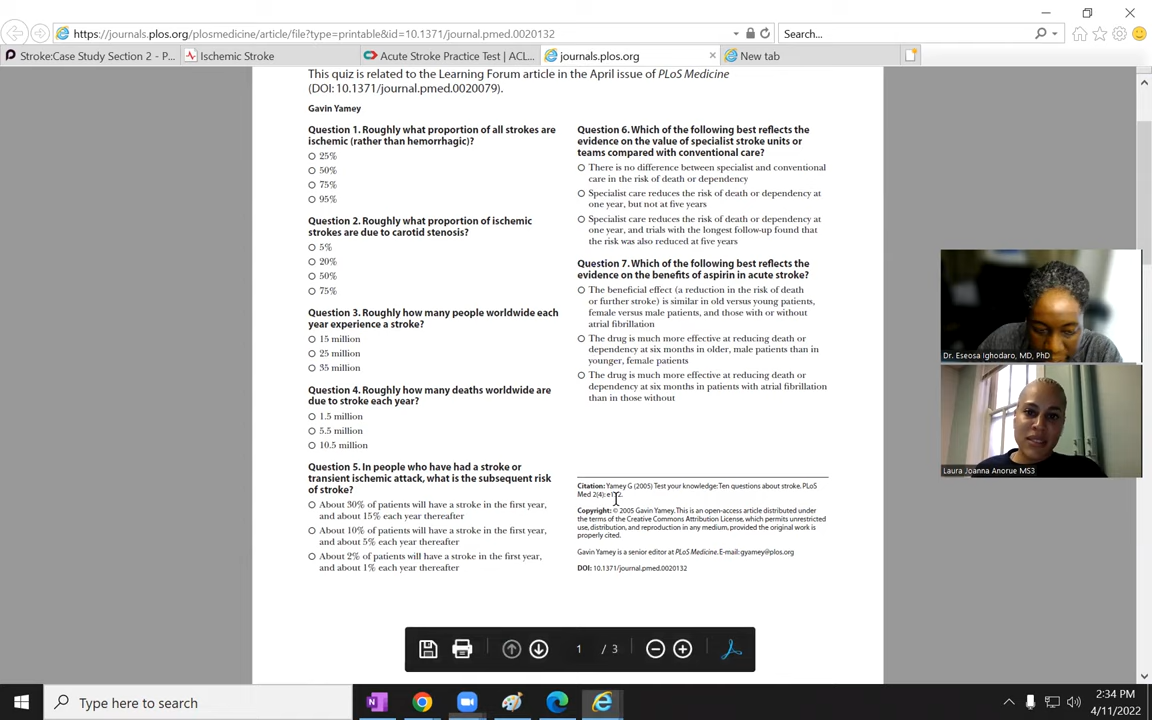 https://journals.plos.org/plosmedicine/article/file?type=printable&id=10.1371/journal.pmed.0020132
Search...
Stroke:Case Study Section 2 - P...
Ischemic Stroke
Acute Stroke Practice Test | ACL...
journals.plos.org
New tab
This quiz is related to the Learning Forum article in the April issue of PLoS Medicine
(DOI: 10.1371/journal.pmed.0020079).
Gavin Yamey
Question 1. Roughly what proportion of all strokes are
ischemic (rather than hemorrhagic)?
25%
50%
75%
95%
Question 2. Roughly what proportion of ischemic
strokes are due to carotid stenosis?
5%
20%
50%
75%
Question 3. Roughly how many people worldwide each
year experience a stroke?
15 million
25 million
35 million
Question 4. Roughly how many deaths worldwide are
due to stroke each year?
1.5 million
5.5 million
10.5 million
Question 5. In people who have had a stroke or
transient ischemic attack, what is the subsequent risk
of stroke?
About 30% of patients will have a stroke in the first year,
and about 15% each year thereafter
About 10% of patients will have a stroke in the first year,
and about 5% each year thereafter
About 2% of patients will have a stroke in the first year,
and about 1% each year thereafter
Question 6. Which of the following best reflects the
evidence on the value of specialist stroke units or
teams compared with conventional care?
There is no difference between specialist and conventional
care in the risk of death or dependency
Specialist care reduces the risk of death or dependency at
one year, but not at five years
Specialist care reduces the risk of death or dependency at
one year, and trials with the longest follow-up found that
the risk was also reduced at five years
Question 7. Which of the following best reflects the
evidence on the benefits of aspirin in acute stroke?
The beneficial effect (a reduction in the risk of death
or further stroke) is similar in old versus young patients,
female versus male patients, and those with or without
atrial fibrillation
The drug is much more effective at reducing death or
dependency at six months in older, male patients than in
younger, female patients
The drug is much more effective at reducing death or
dependency at six months in patients with atrial fibrillation
than in those without
Citation: Yamey G (2005) Test your knowledge: Ten questions about stroke. PLoS
Med 2(4):
Copyright: © 2005 Gavin Yamey. This is an open-access article distributed under
the terms of the Creative Commons Attribution License, which permits unrestricted
use, distribution, and reproduction in any medium, provided the original work is
properly cited.
Gavin Yamey is a senior editor at PLoS Medicine. E-mail: gyamey@plos.org
DOI: 10.1371/journal.pmed.0020132
1 / 3
Dr. Eseosa Ighodaro, MD, PhD
Laura Joanna Anorue MS3
Type here to search
2:34 PM
4/11/2022